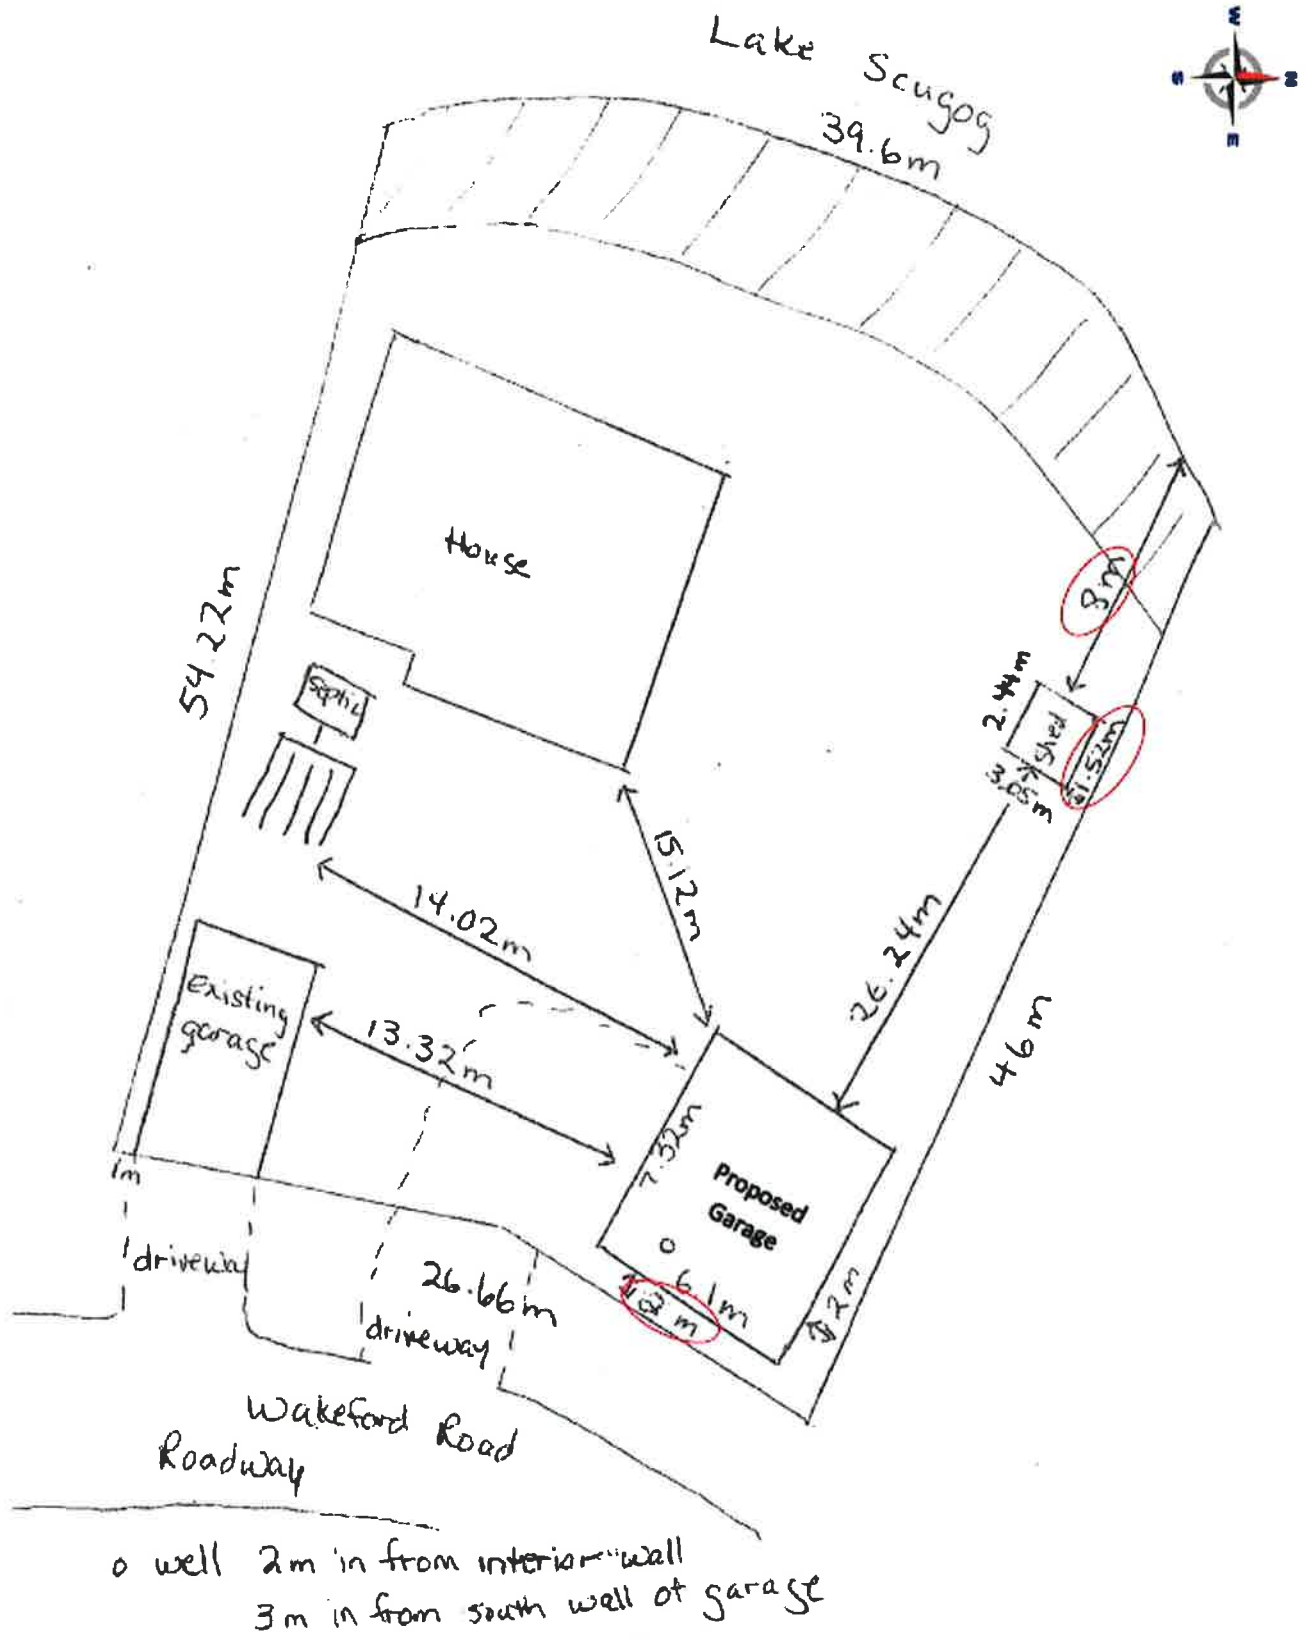 Lake Scugog
39.6m
W
S
N
E
House
54.22m
8m
2.44m
Shed
1.52m
3.05m
Septic
15.12m
14.02m
26.24m
46m
Existing
garage
13.32m
7.32m
Proposed
Garage
6.1m
m
2m
1m
driveway
26.66m
driveway
Wakeford Road
Roadway
o well 2m in from interior wall
3m in from south wall of garage